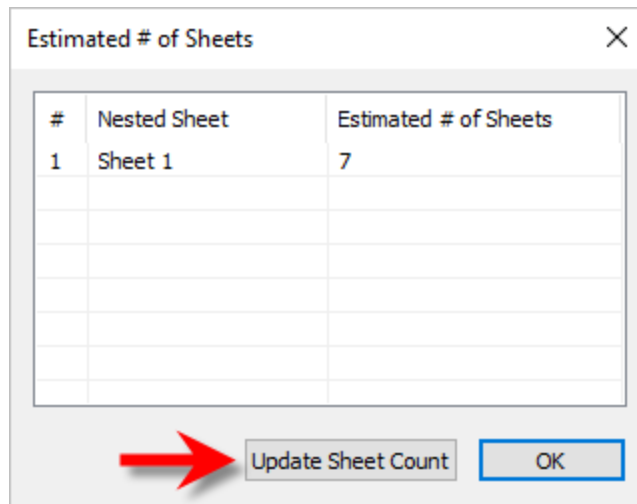 Estimated # of Sheets
# Nested Sheet Estimated # of Sheets
1 Sheet 1 7
Update Sheet Count OK